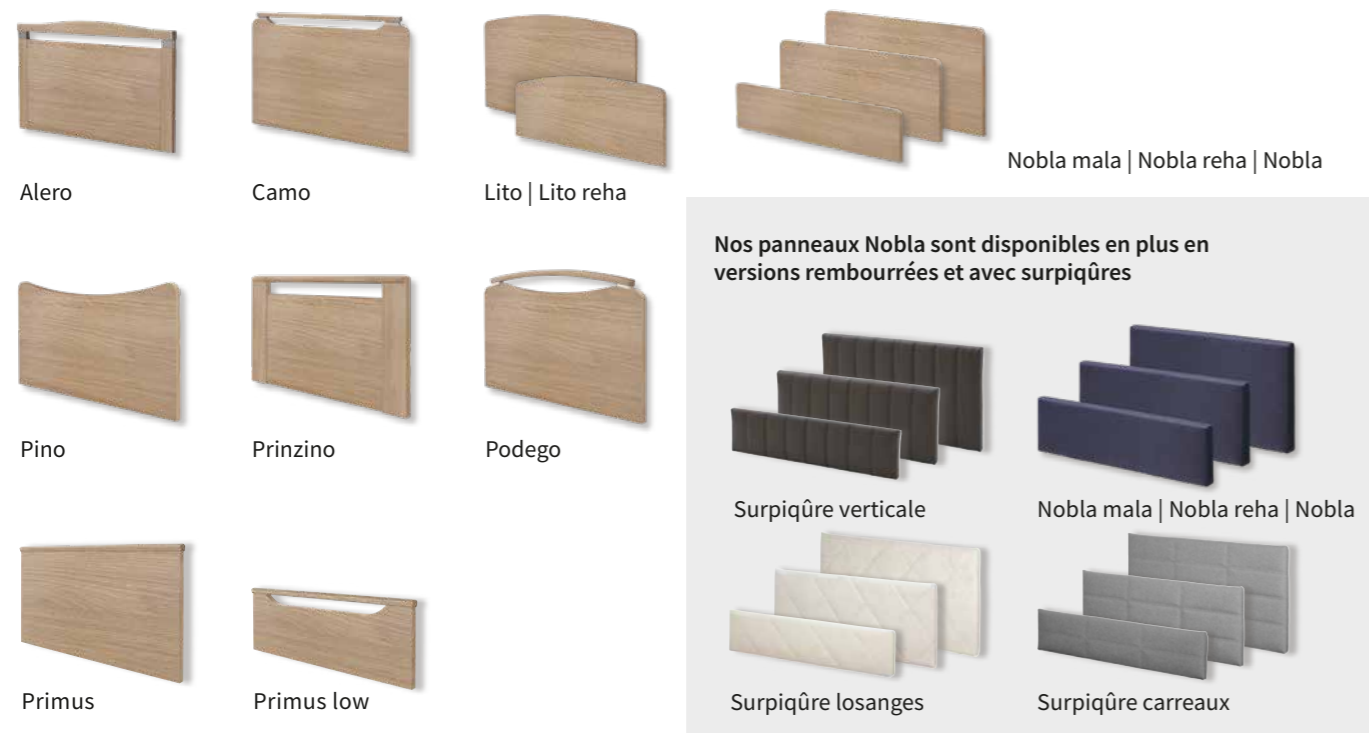 Nobla mala | Nobla reha | Nobla
Alero
Camo
Lito | Lito reha
Nos panneaux Nobla sont disponibles en plus en
versions rembourrées et avec surpiqûres
Pino
Prinzino
Podego
Surpiqûre verticale
Nobla mala | Nobla reha | Nobla
Primus
Primus low
Surpiqûre losanges
Surpiqûre carreaux